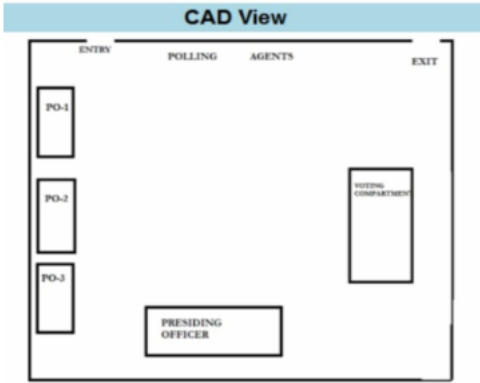 CAD View
ENTRY
POLLING AGENTS
EXIT
PO-1
PO-2
VOTING
COMPARTMENT
PO-3
PRESIDING
OFFICER